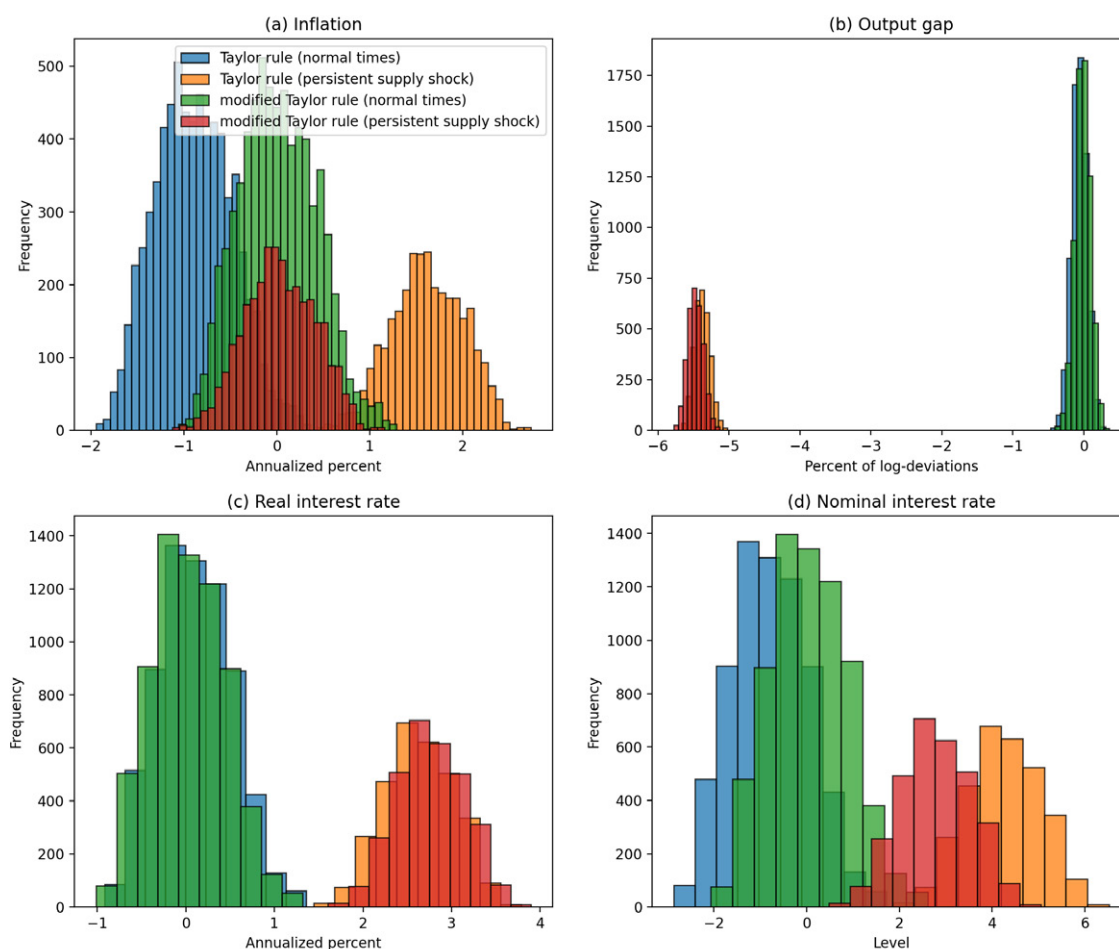 (a) Inflation
Taylor rule (normal times)
Taylor rule (persistent supply shock)
modified Taylor rule (normal times)
modified Taylor rule (persistent supply shock)
Frequency
500
400
300
200
100
0
−2 −1 0 1 2
Annualized percent
(b) Output gap
Frequency
1750
1500
1250
1000
750
500
250
0
−6 −5 −4 −3 −2 −1 0
Percent of log-deviations
(c) Real interest rate
Frequency
1400
1200
1000
800
600
400
200
0
−1 0 1 2 3 4
Annualized percent
(d) Nominal interest rate
Frequency
1400
1200
1000
800
600
400
200
0
−2 0 2 4 6
Level